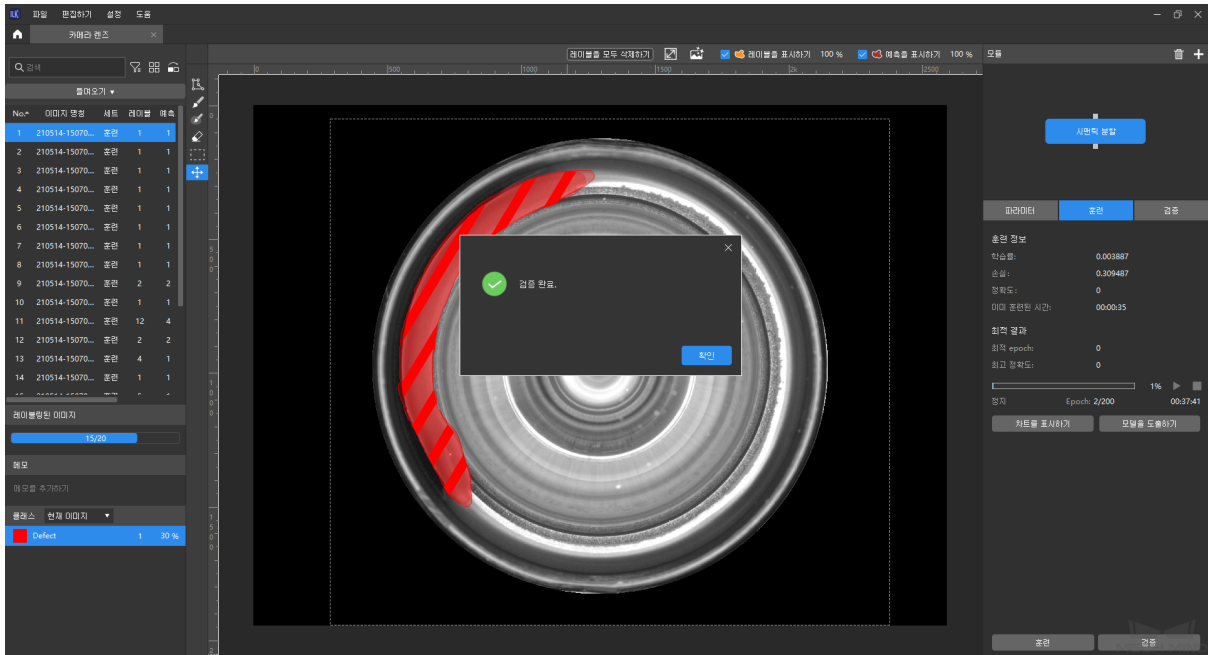 파일 편집하기 설정 도움
카메라 렌즈
레이블을 모두 삭제하기 레이블을 표시하기 100 % 예측을 표시하기 100 %
모듈
검색
들여오기
No. 이미지 명칭 세트 레이블 예측
1 210514-15070... 훈련 1 1
2 210514-15070... 훈련 1 1
3 210514-15070... 훈련 1 1
4 210514-15070... 훈련 1 1
5 210514-15070... 훈련 1 1
6 210514-15070... 훈련 1 1
7 210514-15070... 훈련 1 1
8 210514-15070... 훈련 1 1
9 210514-15070... 훈련 2 2
10 210514-15070... 훈련 1 1
11 210514-15070... 훈련 12 4
12 210514-15070... 훈련 2 2
13 210514-15070... 훈련 4 1
14 210514-15070... 훈련 1 1
레이블링된 이미지
15/20
메모
메모를 추가하기
클래스 현재 이미지
Defect 1 30 %
0 500 1000 1500 2k 2500
0
500
1000
1500
2
검증 완료.
확인
시맨틱 분할
파라미터 훈련 검증
훈련 정보
학습률: 0.003887
손실: 0.309487
정확도: 0
이미 훈련된 시간: 00:00:35
최적 결과
최적 epoch: 0
최고 정확도: 0
1%
정지 Epoch: 2/200 00:37:41
차트를 표시하기 모델을 도출하기
훈련 검증